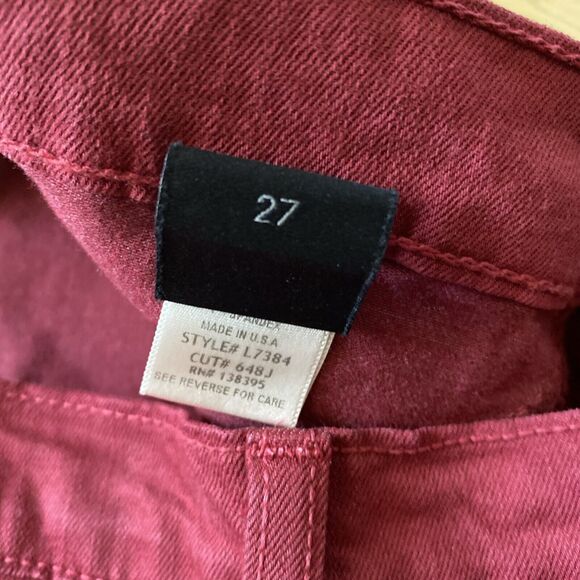 27
MADE IN U.S.A
STYLE# L7384
CUT# 648J
RN# 138395
SEE REVERSE FOR CARE